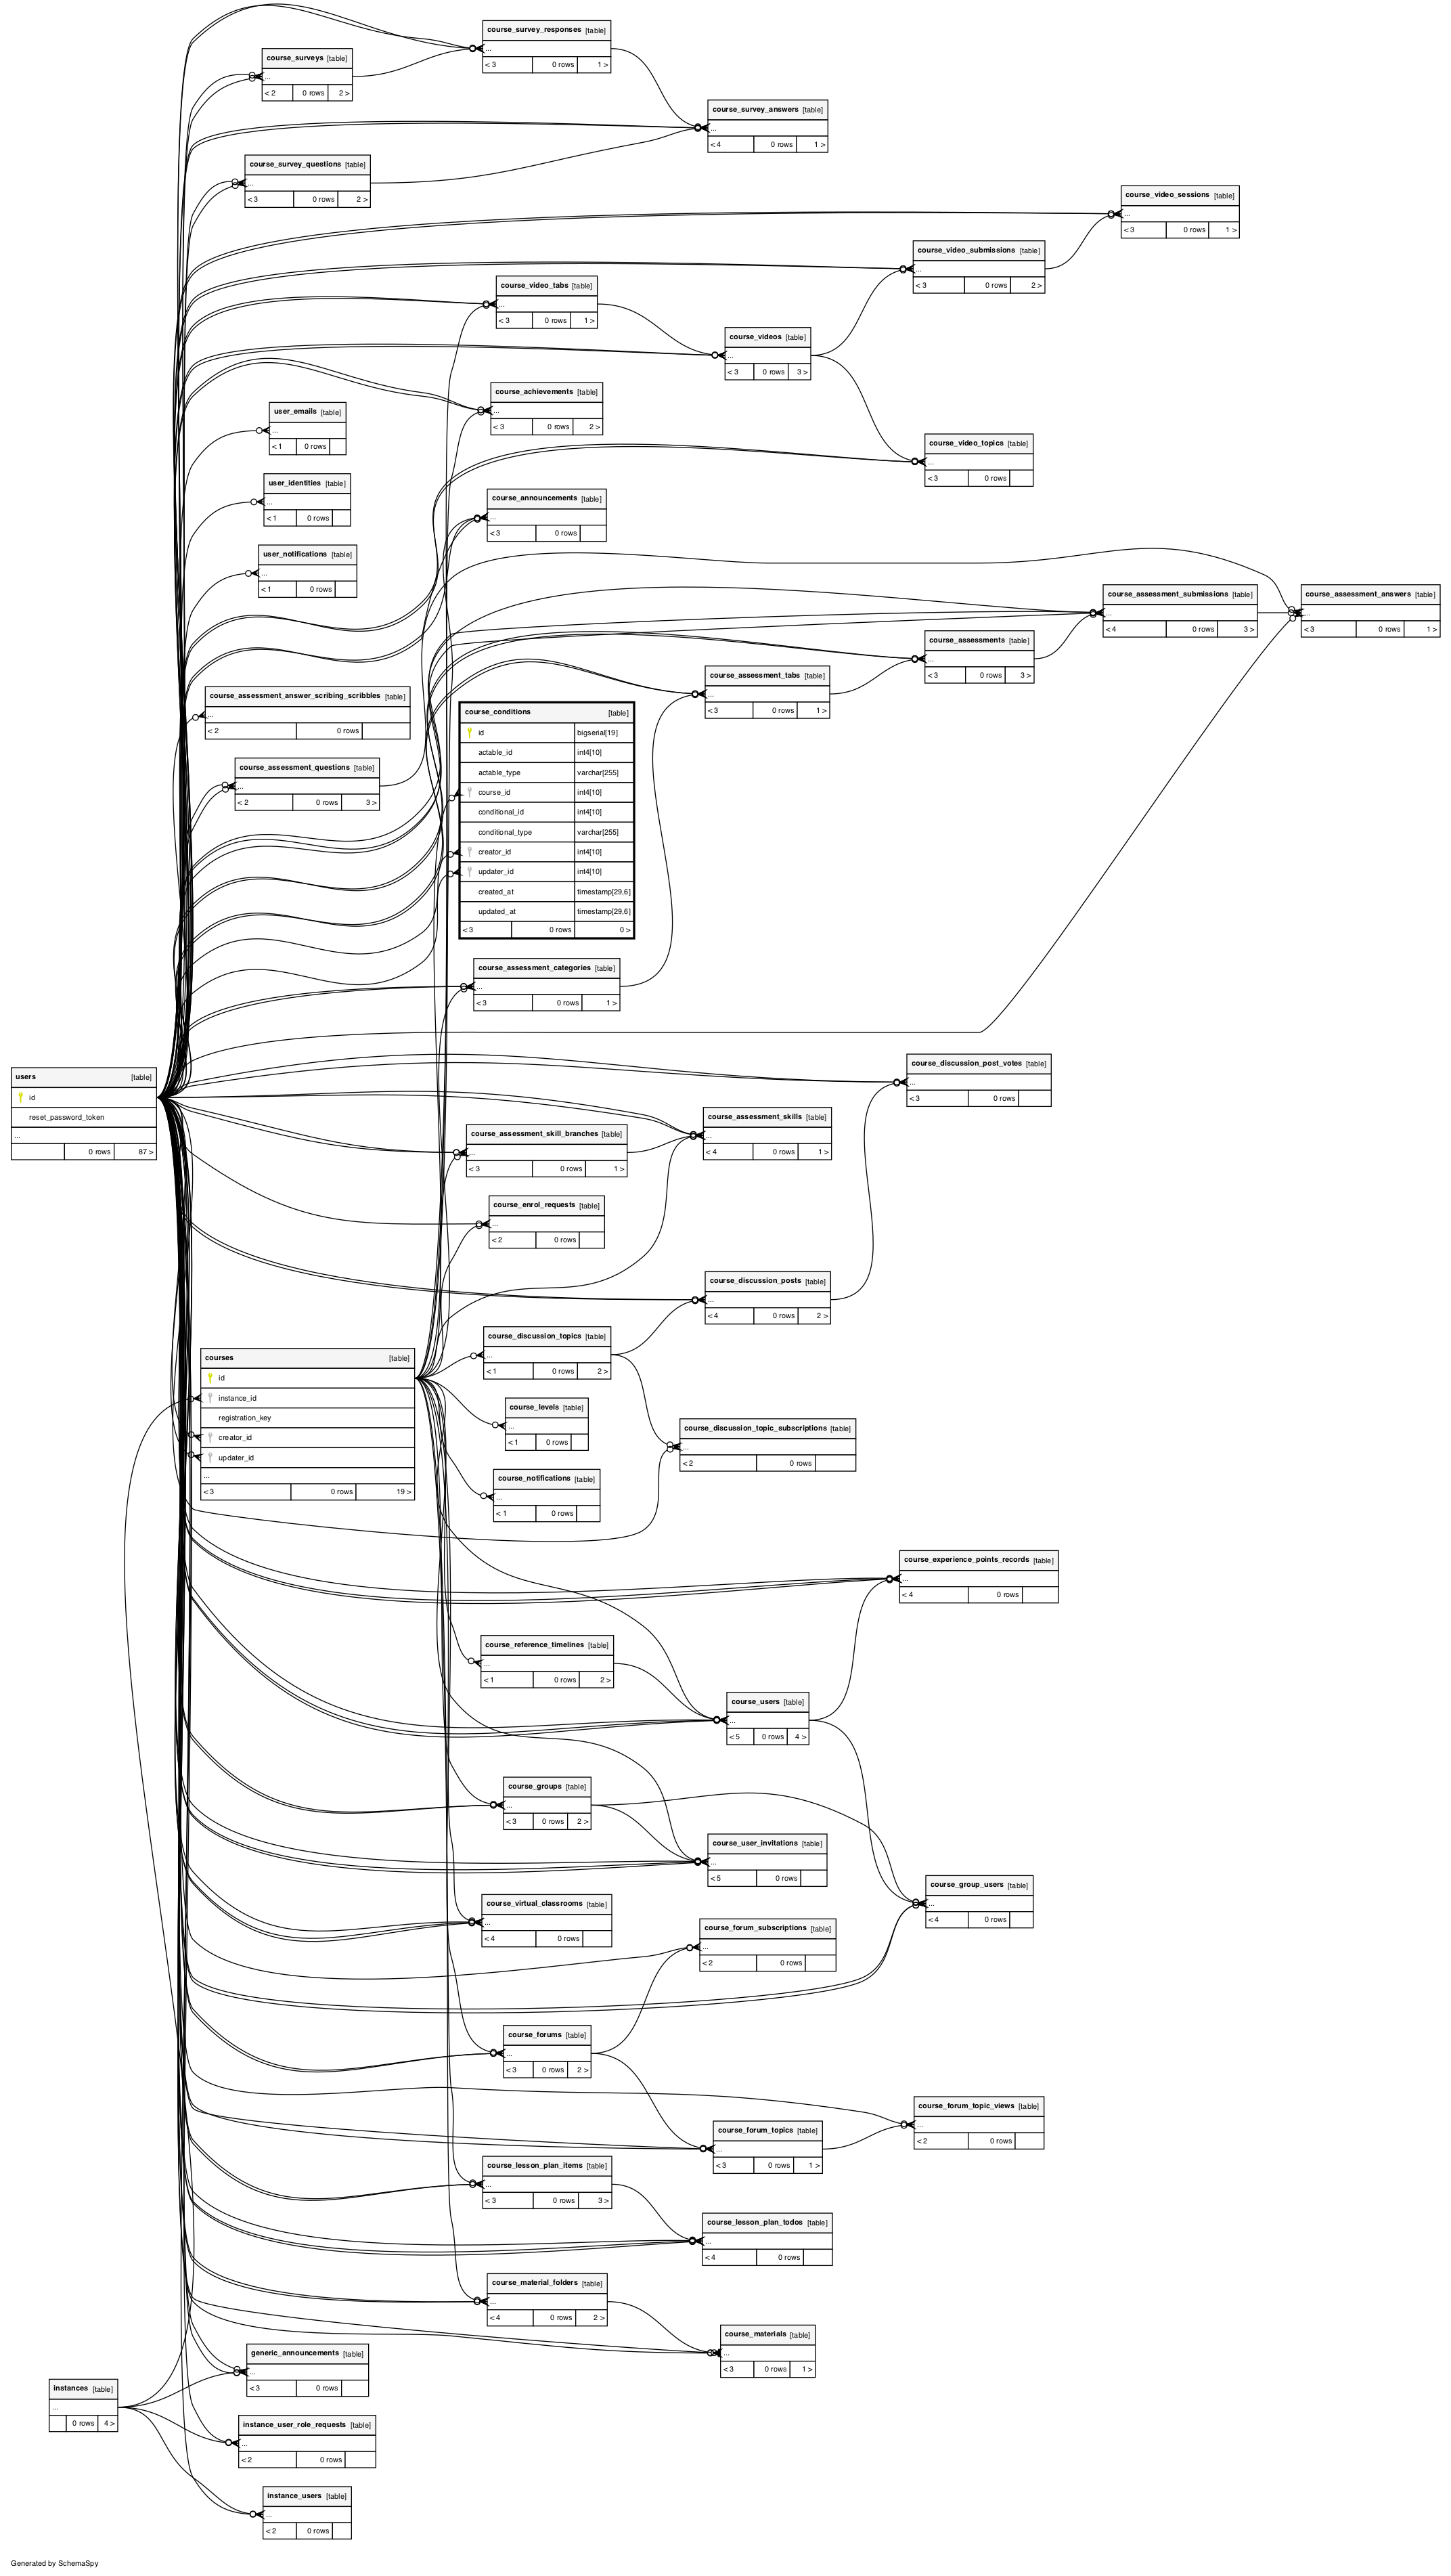 course_survey_responses [table]
...
< 3 0 rows 1 >
course_surveys [table]
...
< 2 0 rows 2 >
course_survey_answers [table]
...
< 4 0 rows 1 >
course_survey_questions [table]
...
< 3 0 rows 2 >
course_video_sessions [table]
...
< 3 0 rows 1 >
course_video_submissions [table]
...
< 3 0 rows 2 >
course_video_tabs [table]
...
< 3 0 rows 1 >
course_videos [table]
...
< 3 0 rows 3 >
course_achievements [table]
...
< 3 0 rows 2 >
user_emails [table]
...
< 1 0 rows
course_video_topics [table]
...
< 3 0 rows
user_identities [table]
...
< 1 0 rows
course_announcements [table]
...
< 3 0 rows
user_notifications [table]
...
< 1 0 rows
course_assessment_submissions [table]
...
< 4 0 rows 3 >
course_assessment_answers [table]
...
< 3 0 rows 1 >
course_assessments [table]
...
< 3 0 rows 3 >
course_assessment_tabs [table]
...
< 3 0 rows 1 >
course_assessment_answer_scribing_scribbles [table]
...
< 2 0 rows
course_conditions [table]
id bigserial[19]
actable_id int4[10]
actable_type varchar[255]
course_id int4[10]
conditional_id int4[10]
conditional_type varchar[255]
creator_id int4[10]
updater_id int4[10]
created_at timestamp[29,6]
updated_at timestamp[29,6]
< 3 0 rows 0 >
course_assessment_questions [table]
...
< 2 0 rows 3 >
course_assessment_categories [table]
...
< 3 0 rows 1 >
users [table]
id
reset_password_token
...
0 rows 87 >
course_discussion_post_votes [table]
...
< 3 0 rows
course_assessment_skills [table]
...
< 4 0 rows 1 >
course_assessment_skill_branches [table]
...
< 3 0 rows 1 >
course_enrol_requests [table]
...
< 2 0 rows
course_discussion_posts [table]
...
< 4 0 rows 2 >
course_discussion_topics [table]
...
< 1 0 rows 2 >
courses [table]
id
instance_id
registration_key
creator_id
updater_id
...
< 3 0 rows 19 >
course_levels [table]
...
< 1 0 rows
course_discussion_topic_subscriptions [table]
...
< 2 0 rows
course_notifications [table]
...
< 1 0 rows
course_experience_points_records [table]
...
< 4 0 rows
course_reference_timelines [table]
...
< 1 0 rows 2 >
course_users [table]
...
< 5 0 rows 4 >
course_groups [table]
...
< 3 0 rows 2 >
course_user_invitations [table]
...
< 5 0 rows
course_group_users [table]
...
< 4 0 rows
course_virtual_classrooms [table]
...
< 4 0 rows
course_forum_subscriptions [table]
...
< 2 0 rows
course_forums [table]
...
< 3 0 rows 2 >
course_forum_topic_views [table]
...
< 2 0 rows
course_forum_topics [table]
...
< 3 0 rows 1 >
course_lesson_plan_items [table]
...
< 3 0 rows 3 >
course_lesson_plan_todos [table]
...
< 4 0 rows
course_material_folders [table]
...
< 4 0 rows 2 >
course_materials [table]
...
< 3 0 rows 1 >
generic_announcements [table]
...
< 3 0 rows
instances [table]
...
0 rows 4 >
instance_user_role_requests [table]
...
< 2 0 rows
instance_users [table]
...
< 2 0 rows
Generated by SchemaSpy